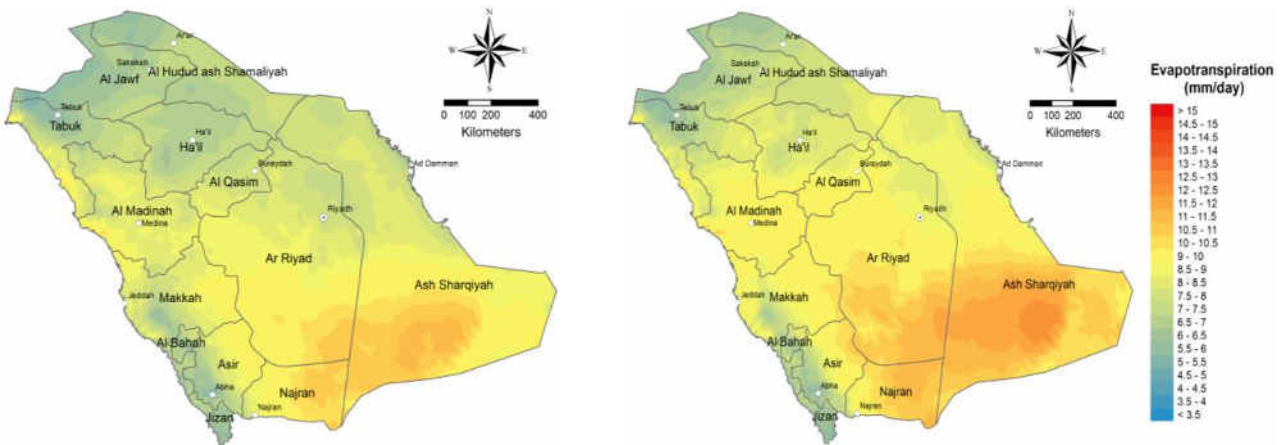 N
W E
S
0 100 200 400
Kilometers
Ar'ar
Sakakah
Al Jawf
Al Hudud ash Shamaliyah
Tabuk
Tabuk
Ha'il
Ha'il
Buraydah
Al Qasim
Ad Damman
Al Madinah
Medina
Riyadh
Ar Riyad
Ash Sharqiyah
Jeddah
Makkah
Al Bahah
Asir
Abha
Najran
Najran
Jizan
N
W E
S
0 100 200 400
Kilometers
Ar'ar
Sakakah
Al Jawf
Al Hudud ash Shamaliyah
Tabuk
Tabuk
Ha'il
Ha'il
Buraydah
Al Qasim
Ad Damman
Al Madinah
Medina
Riyadh
Ar Riyad
Ash Sharqiyah
Jeddah
Makkah
Al Bahah
Asir
Abha
Najran
Najran
Jizan
Evapotranspiration
(mm/day)
> 15
14.5 - 15
14 - 14.5
13.5 - 14
13 - 13.5
12.5 - 13
12 - 12.5
11.5 - 12
11 - 11.5
10.5 - 11
10 - 10.5
9 - 10
8.5 - 9
8 - 8.5
7.5 - 8
7 - 7.5
6.5 - 7
6 - 6.5
5.5 - 6
5 - 5.5
4.5 - 5
4 - 4.5
3.5 - 4
< 3.5